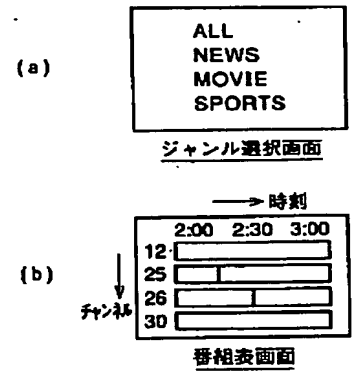 (a)
ALL
NEWS
MOVIE
SPORTS
ジャンル選択画面
→ 時刻
2:00 2:30 3:00
(b)
12
25
26
30
チャンネル
番組表画面